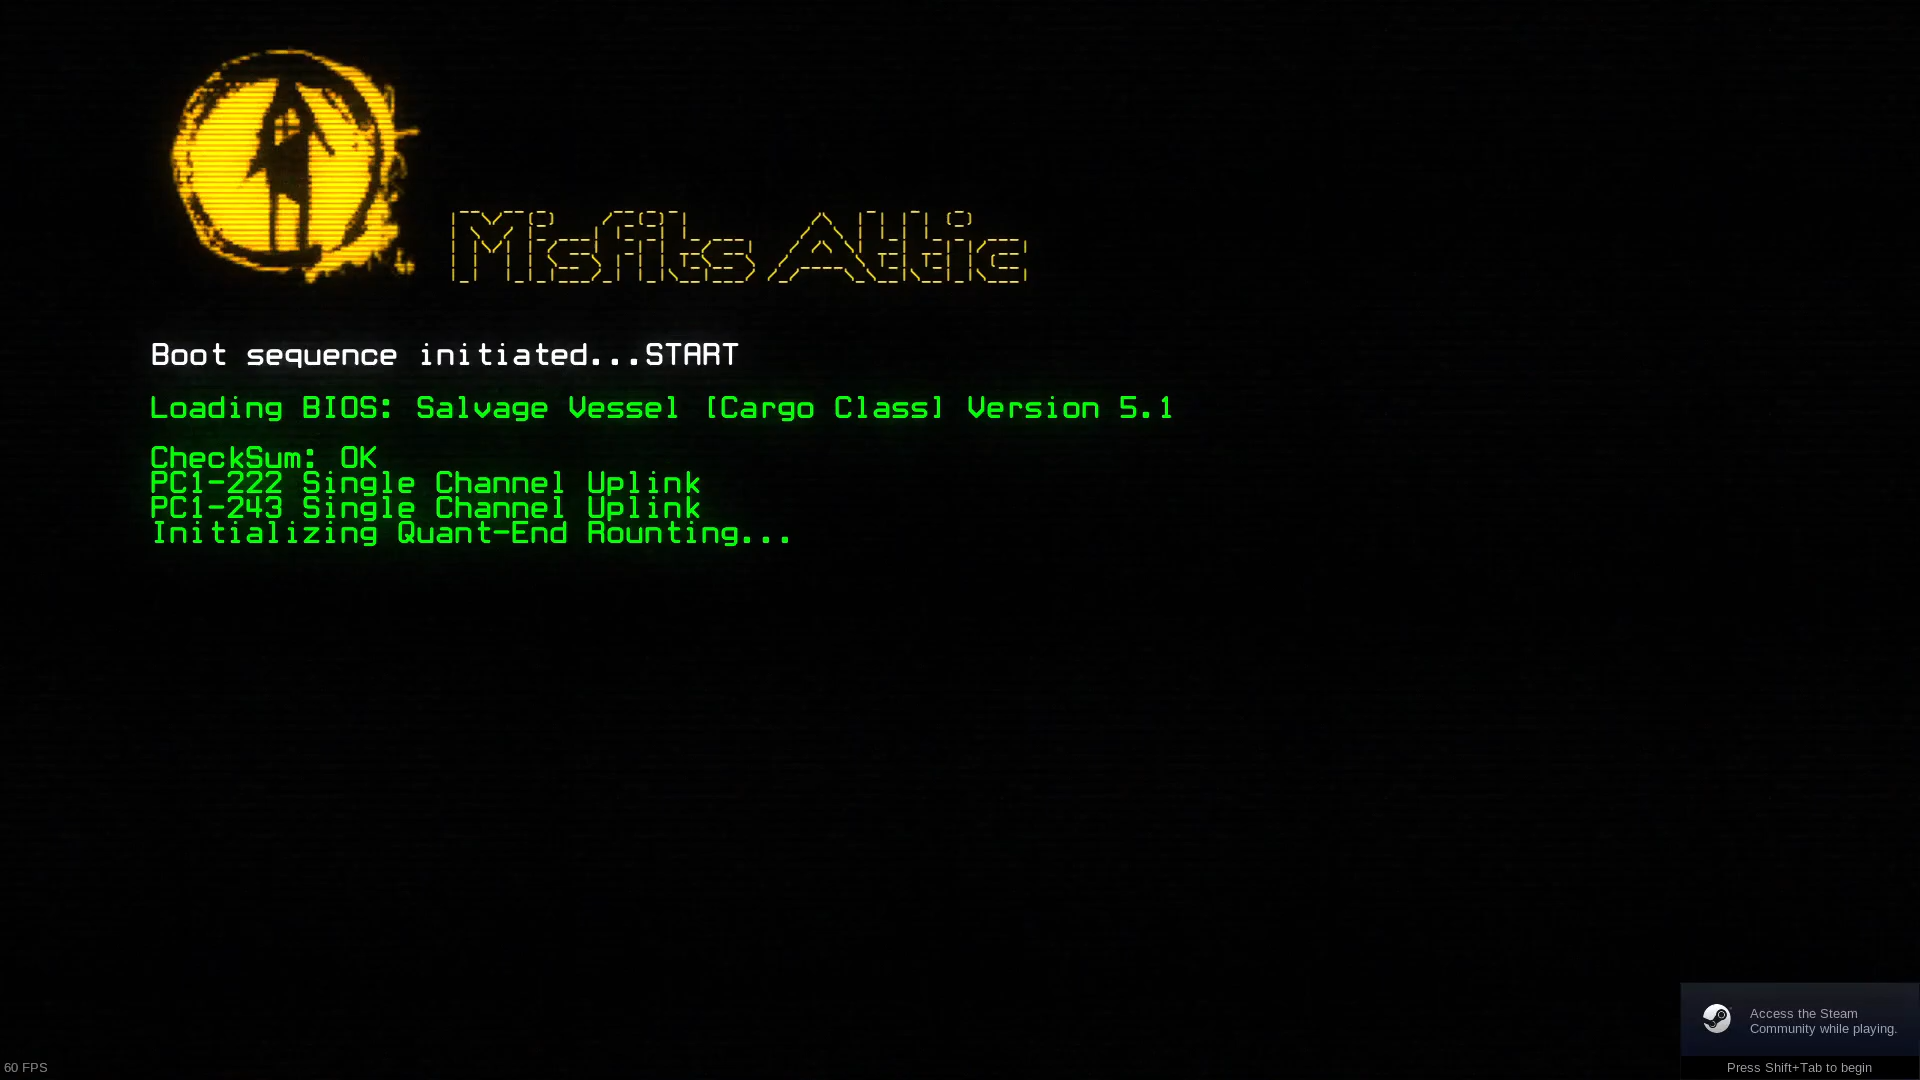 Misfits Attic
Boot sequence initiated...START
Loading BIOS: Salvage Vessel [Cargo Class] Version 5.1
CheckSum: OK
PC1-222 Single Channel Uplink
PC1-243 Single Channel Uplink
Initializing Quant-End Rounting...
Access the Steam
Community while playing.
Press Shift+Tab to begin
60 FPS